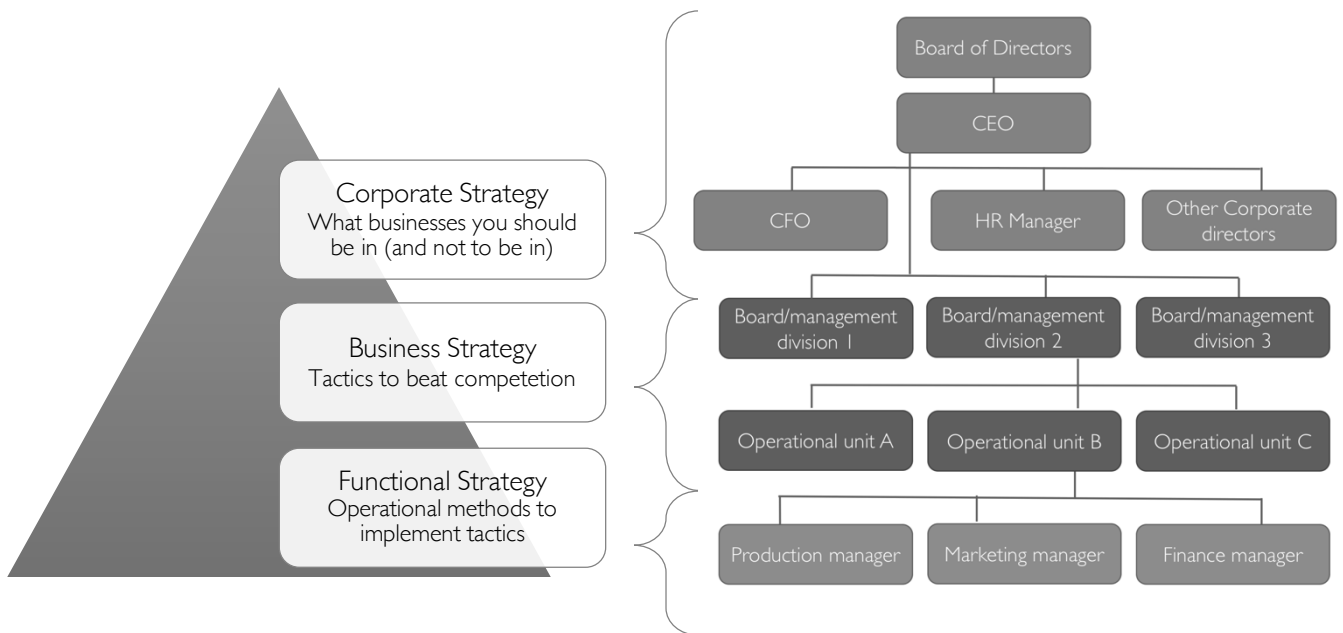 Corporate Strategy
What businesses you should
be in (and not to be in)
Business Strategy
Tactics to beat competetion
Functional Strategy
Operational methods to
implement tactics
Board of Directors
CEO
CFO
HR Manager
Other Corporate
directors
Board/management
division 1
Board/management
division 2
Board/management
division 3
Operational unit A
Operational unit B
Operational unit C
Production manager
Marketing manager
Finance manager